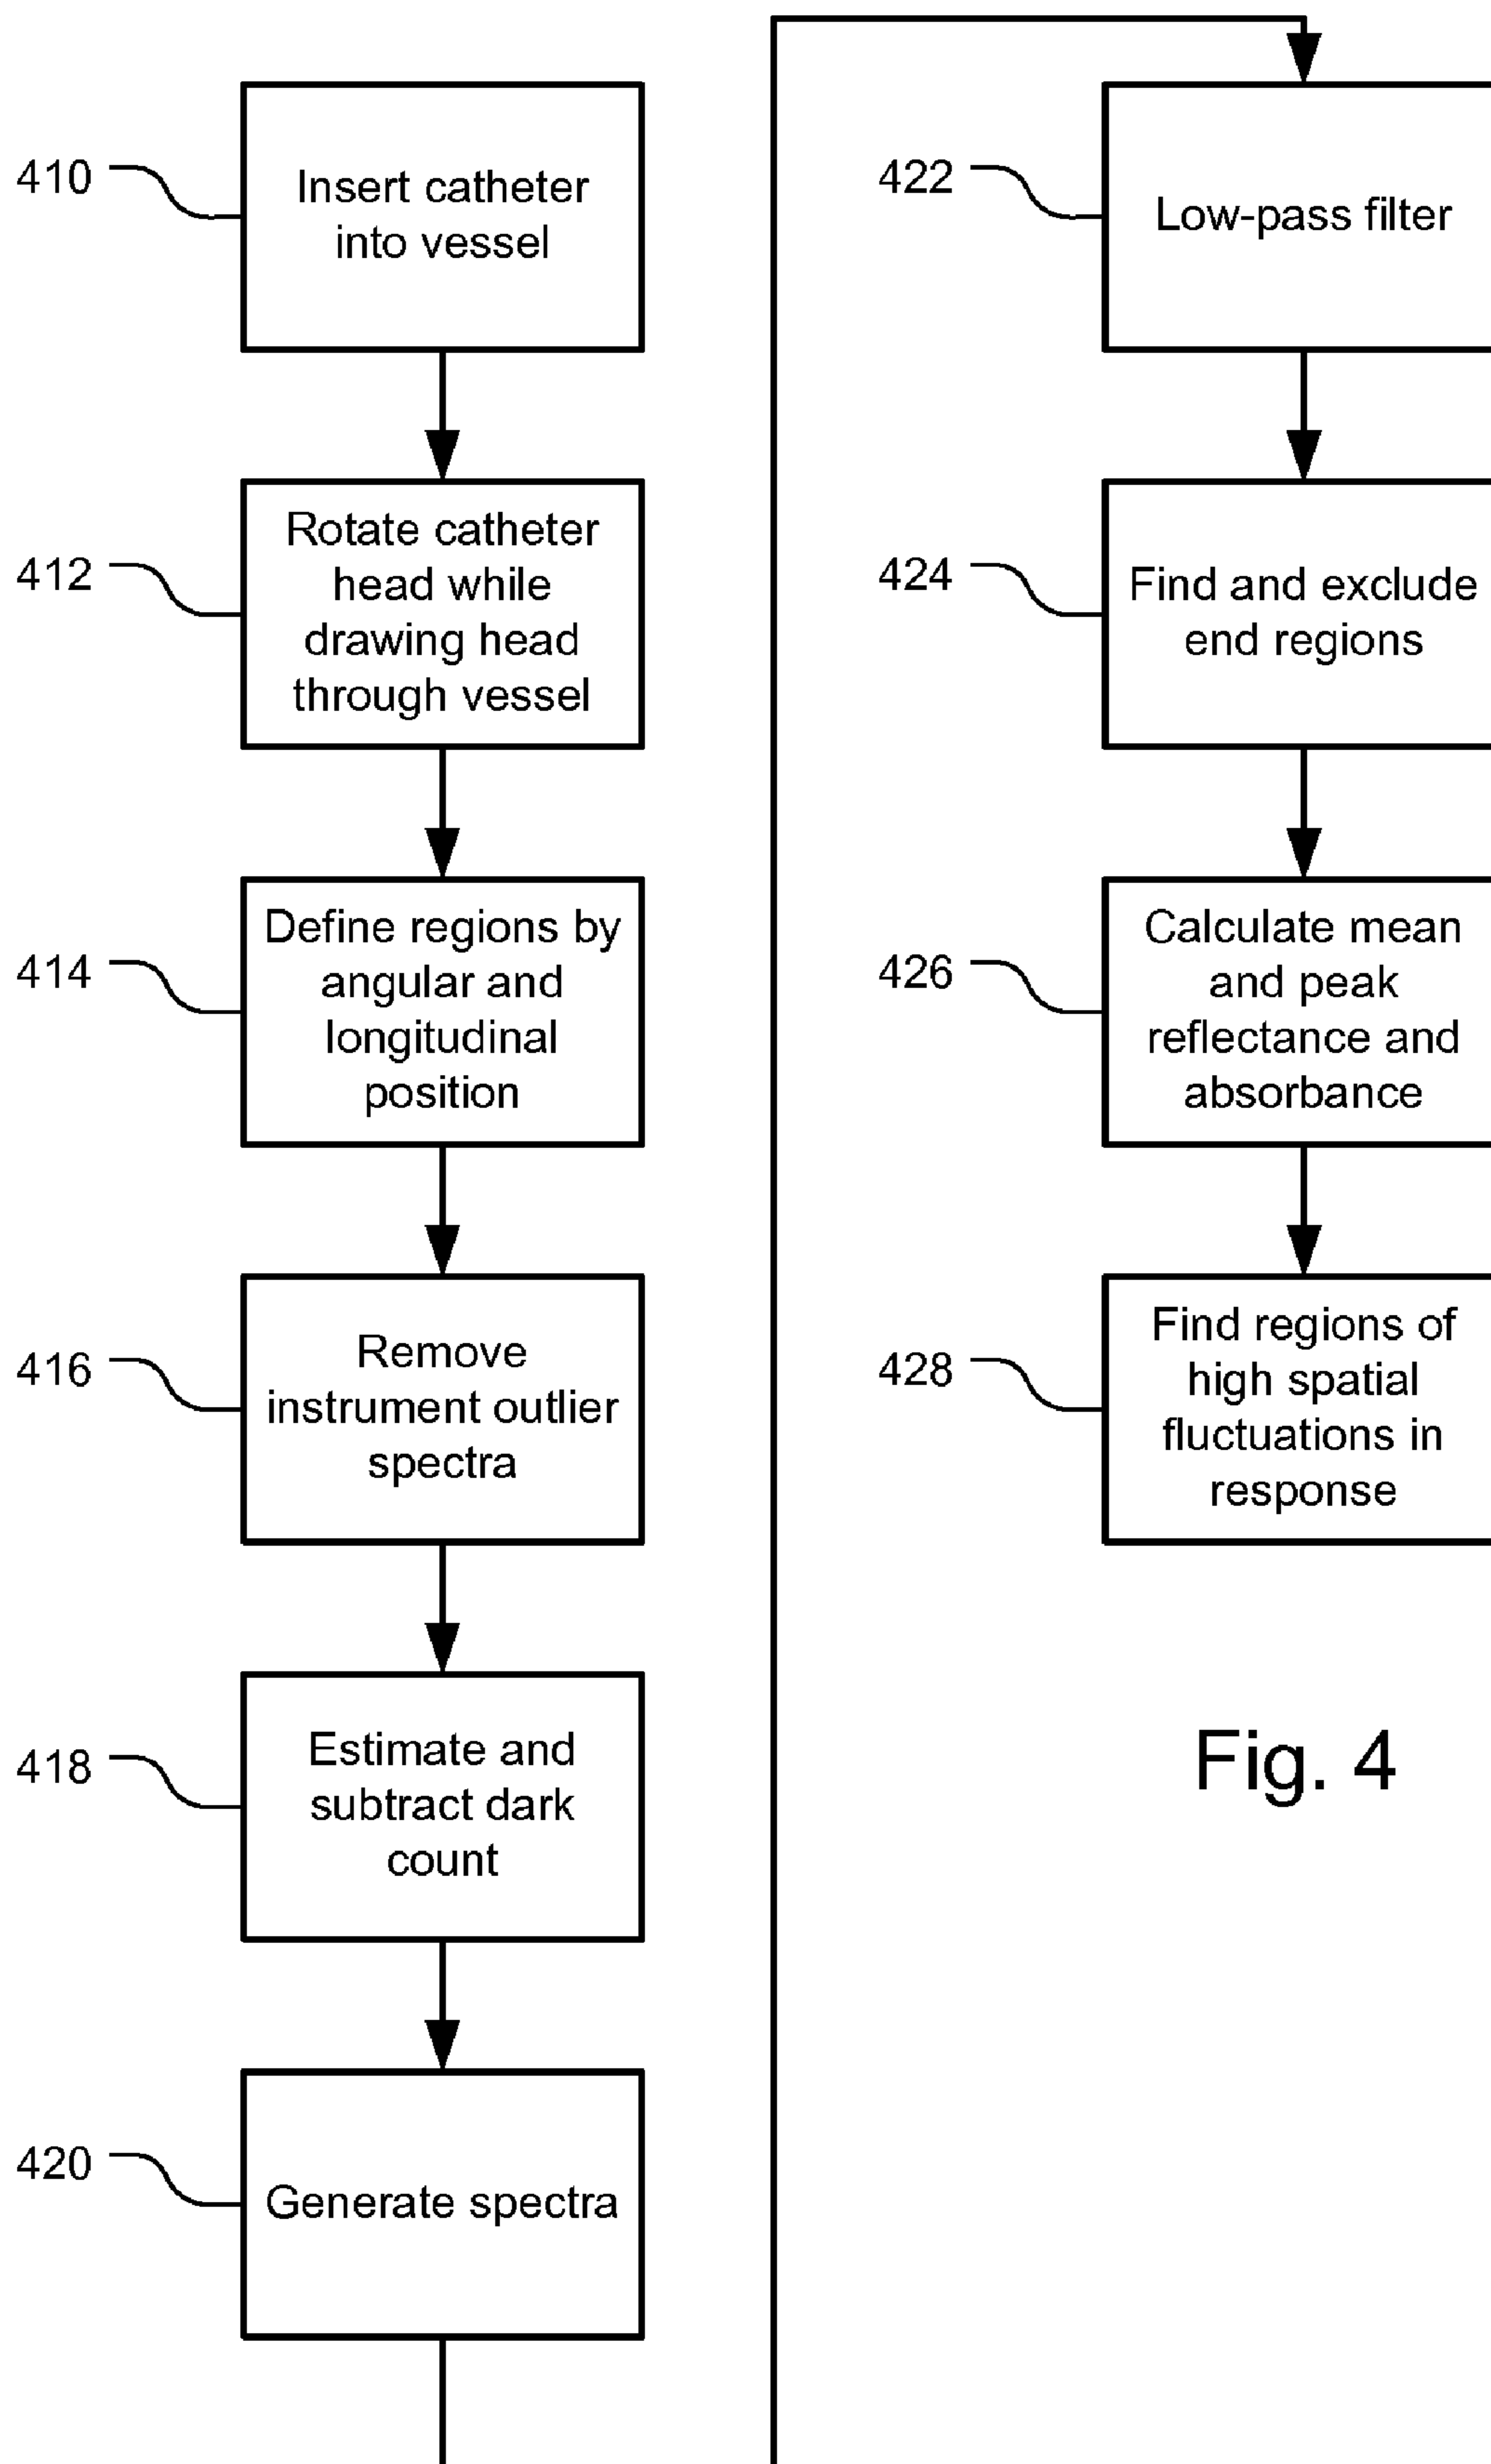 410
Insert catheter
into vessel
412
Rotate catheter
head while
drawing head
through vessel
414
Define regions by
angular and
longitudinal
position
416
Remove
instrument outlier
spectra
418
Estimate and
subtract dark
count
420
Generate spectra
422
Low-pass filter
424
Find and exclude
end regions
426
Calculate mean
and peak
reflectance and
absorbance
428
Find regions of
high spatial
fluctuations in
response
Fig. 4